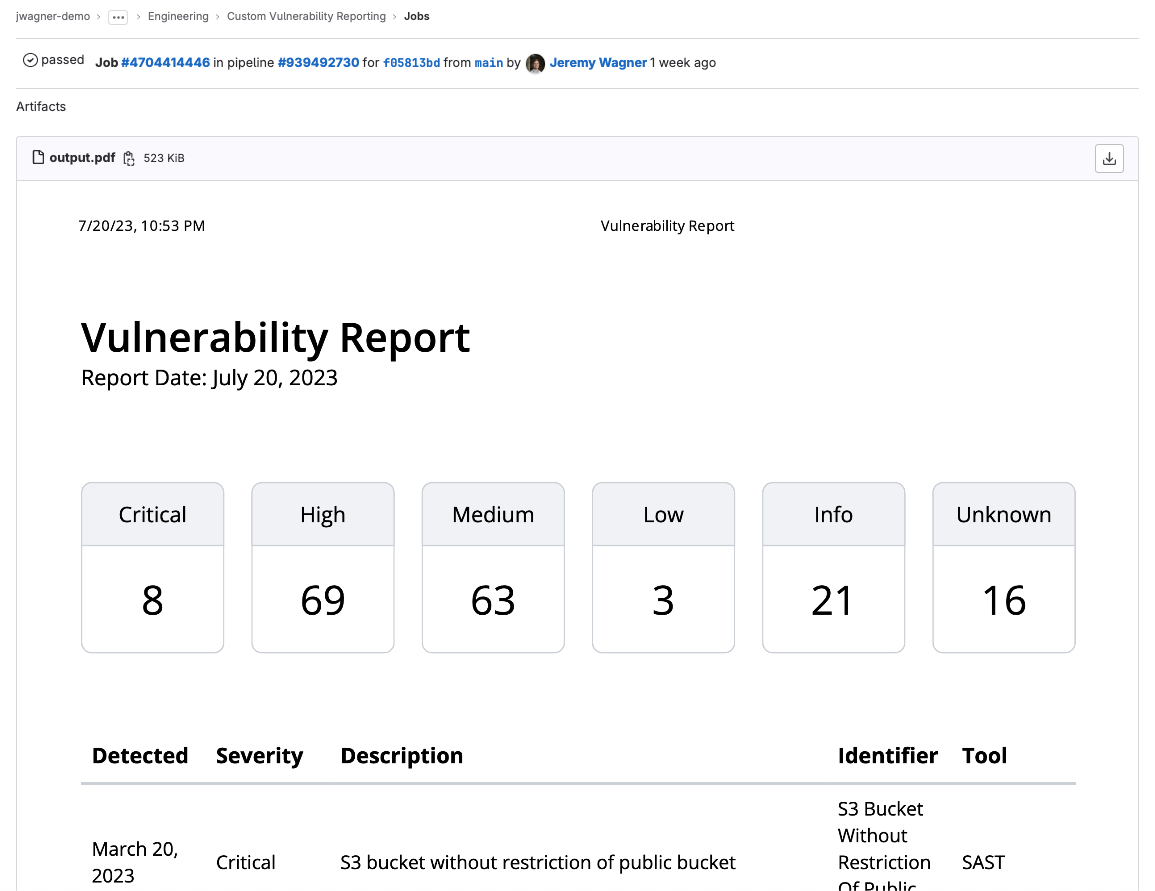 jwagner-demo › ••• › Engineering › Custom Vulnerability Reporting › Jobs
passed Job #4704414446 in pipeline #939492730 for f05813bd from main by Jeremy Wagner 1 week ago
Artifacts
output.pdf 523 KiB
7/20/23, 10:53 PM Vulnerability Report
Vulnerability Report
Report Date: July 20, 2023
Critical High Medium Low Info Unknown
8 69 63 3 21 16
Detected Severity Description Identifier Tool
March 20, 2023 Critical S3 bucket without restriction of public bucket S3 Bucket Without Restriction Of Public SAST